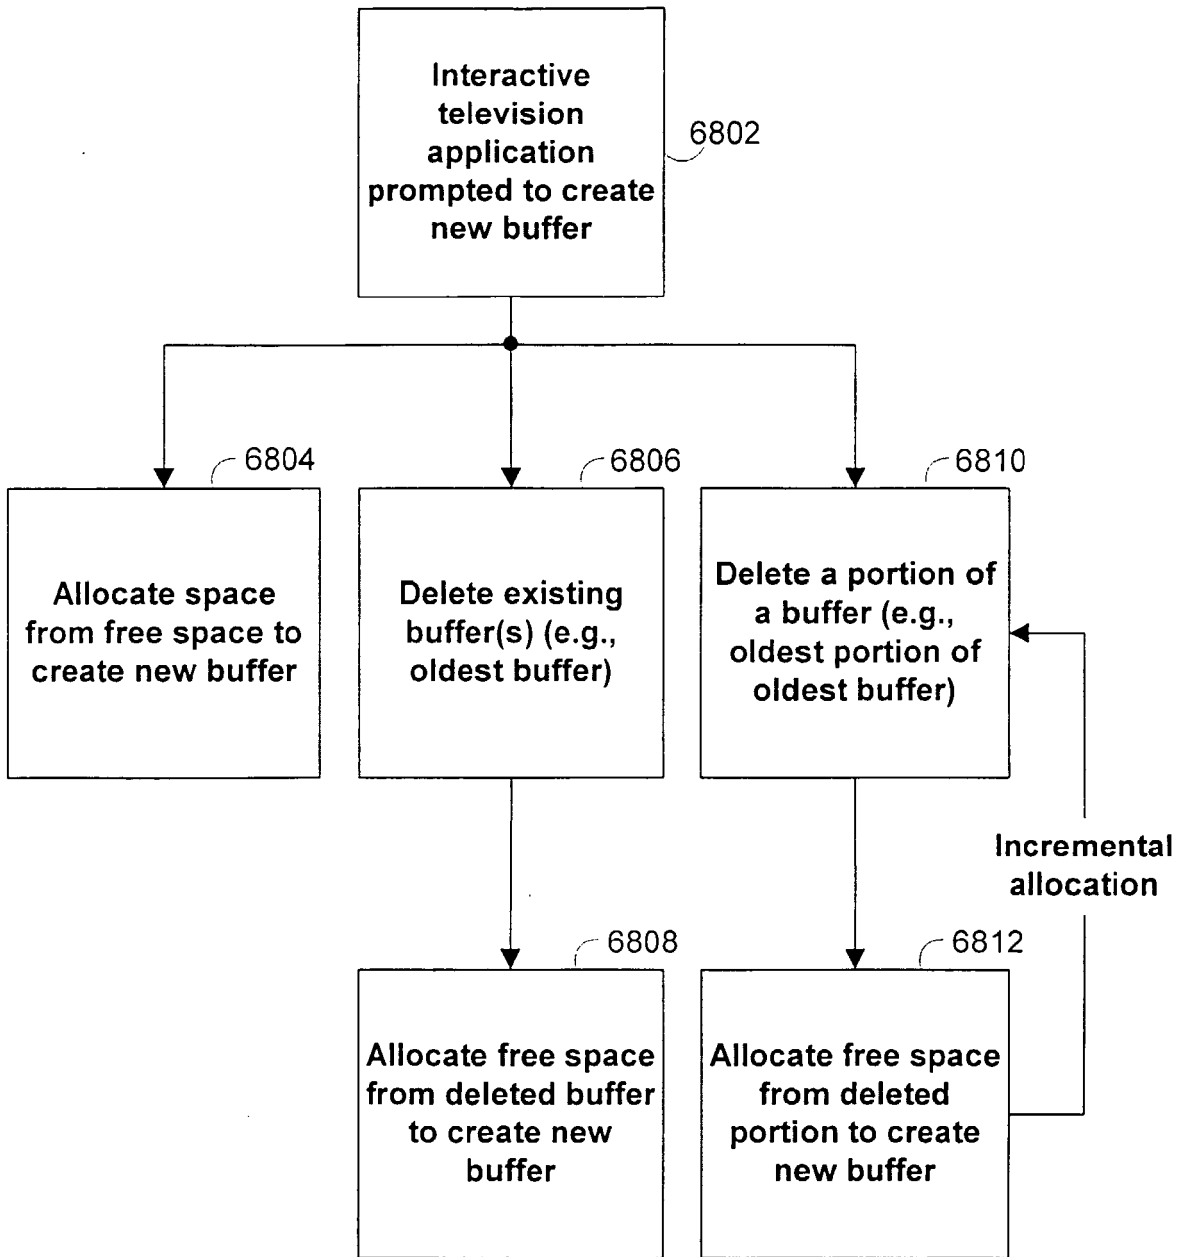 Interactive
television
application
prompted to create
new buffer
6802
6804
Allocate space
from free space to
create new buffer
6806
Delete existing
buffer(s) (e.g.,
oldest buffer)
6810
Delete a portion of
a buffer (e.g.,
oldest portion of
oldest buffer)
Incremental
allocation
6808
Allocate free space
from deleted buffer
to create new
buffer
6812
Allocate free space
from deleted
portion to create
new buffer